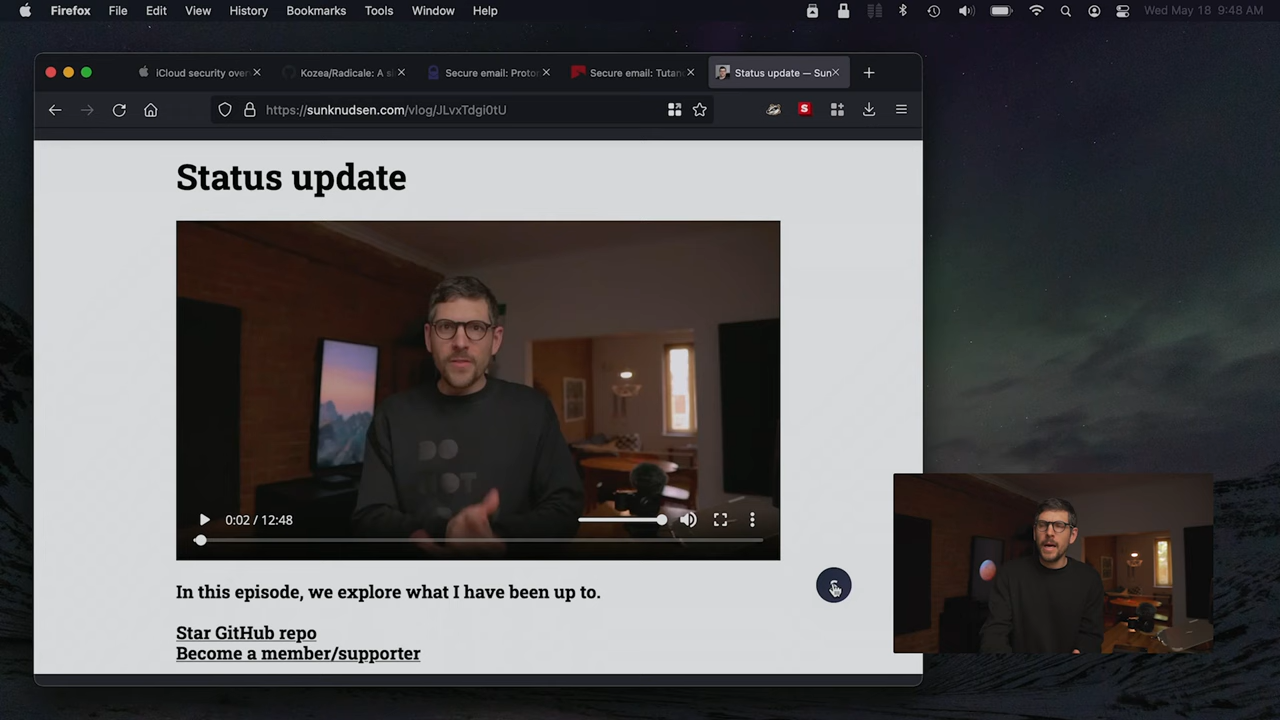 Firefox File Edit View History Bookmarks Tools Window Help Wed May 18 9:48 AM
iCloud security over Kozea/Radicale: A si Secure email: Proton Secure email: Tutan Status update — Sun
https://sunknudsen.com/vlog/JLvxTdgi0tU
S
Status update
DO
0:02 / 12:48
In this episode, we explore what I have been up to.
Star GitHub repo
Become a member/supporter